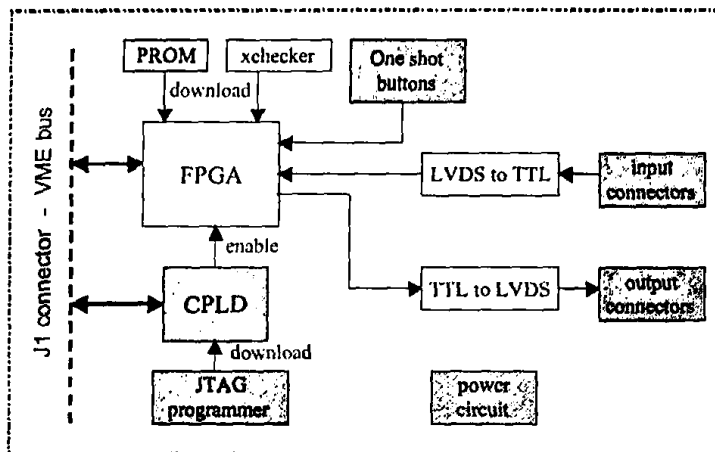 PROM
xchecker
One shot
buttons
download
FPGA
LVDS to TTL
input
connectors
enable
J1 connector - VME bus
CPLD
TTL to LVDS
output
connectors
download
JTAG
programmer
power
circuit